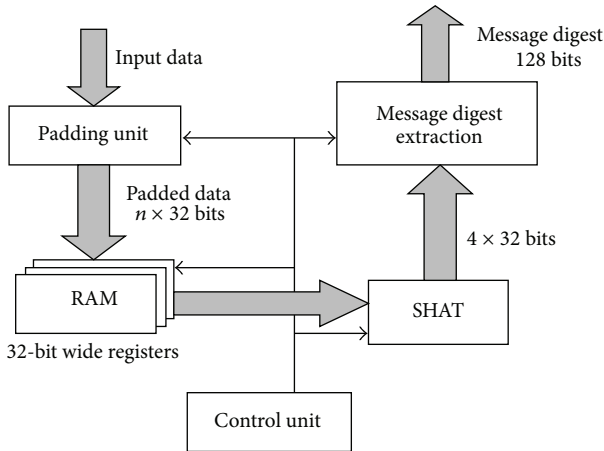 Input data
Message digest
128 bits
Padding unit
Message digest
extraction
Padded data
n × 32 bits
4 × 32 bits
RAM
SHAT
32-bit wide registers
Control unit